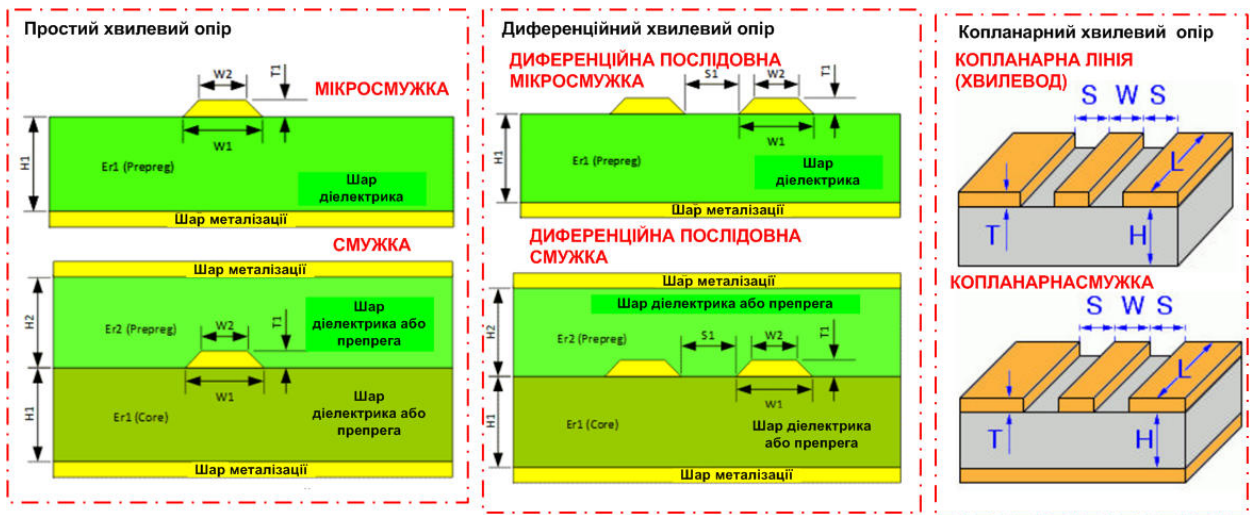 Простий хвилевий опір
W2
T1
МІКРОСМУЖКА
W1
H1
Er1 (Prepreg)
Шар
діелектрика
Шар металізації
СМУЖКА
Шар металізації
H2
Er2 (Prepreg)
W2
T1
Шар
діелектрика або
препрега
W1
H1
Er1 (Core)
Шар
діелектрика або
препрега
Шар металізації
Диференційний хвилевий опір
ДИФЕРЕНЦІЙНА ПОСЛІДОВНА
МІКРОСМУЖКА
S1
W2
T1
W1
H1
Er1 (Prepreg)
Шар
діелектрика
Шар металізації
ДИФЕРЕНЦІЙНА ПОСЛІДОВНА
СМУЖКА
Шар металізації
Шар діелектрика або препрега
H2
Er2 (Prepreg)
S1
W2
T1
W1
H1
Er1 (Core)
Шар діелектрика
або препрега
Шар металізації
Копланарний хвилевий опір
КОПЛАНАРНА ЛІНІЯ
(ХВИЛЕВОД)
S W S
L
T
H
КОПЛАНАРНАСМУЖКА
S W S
L
T
H